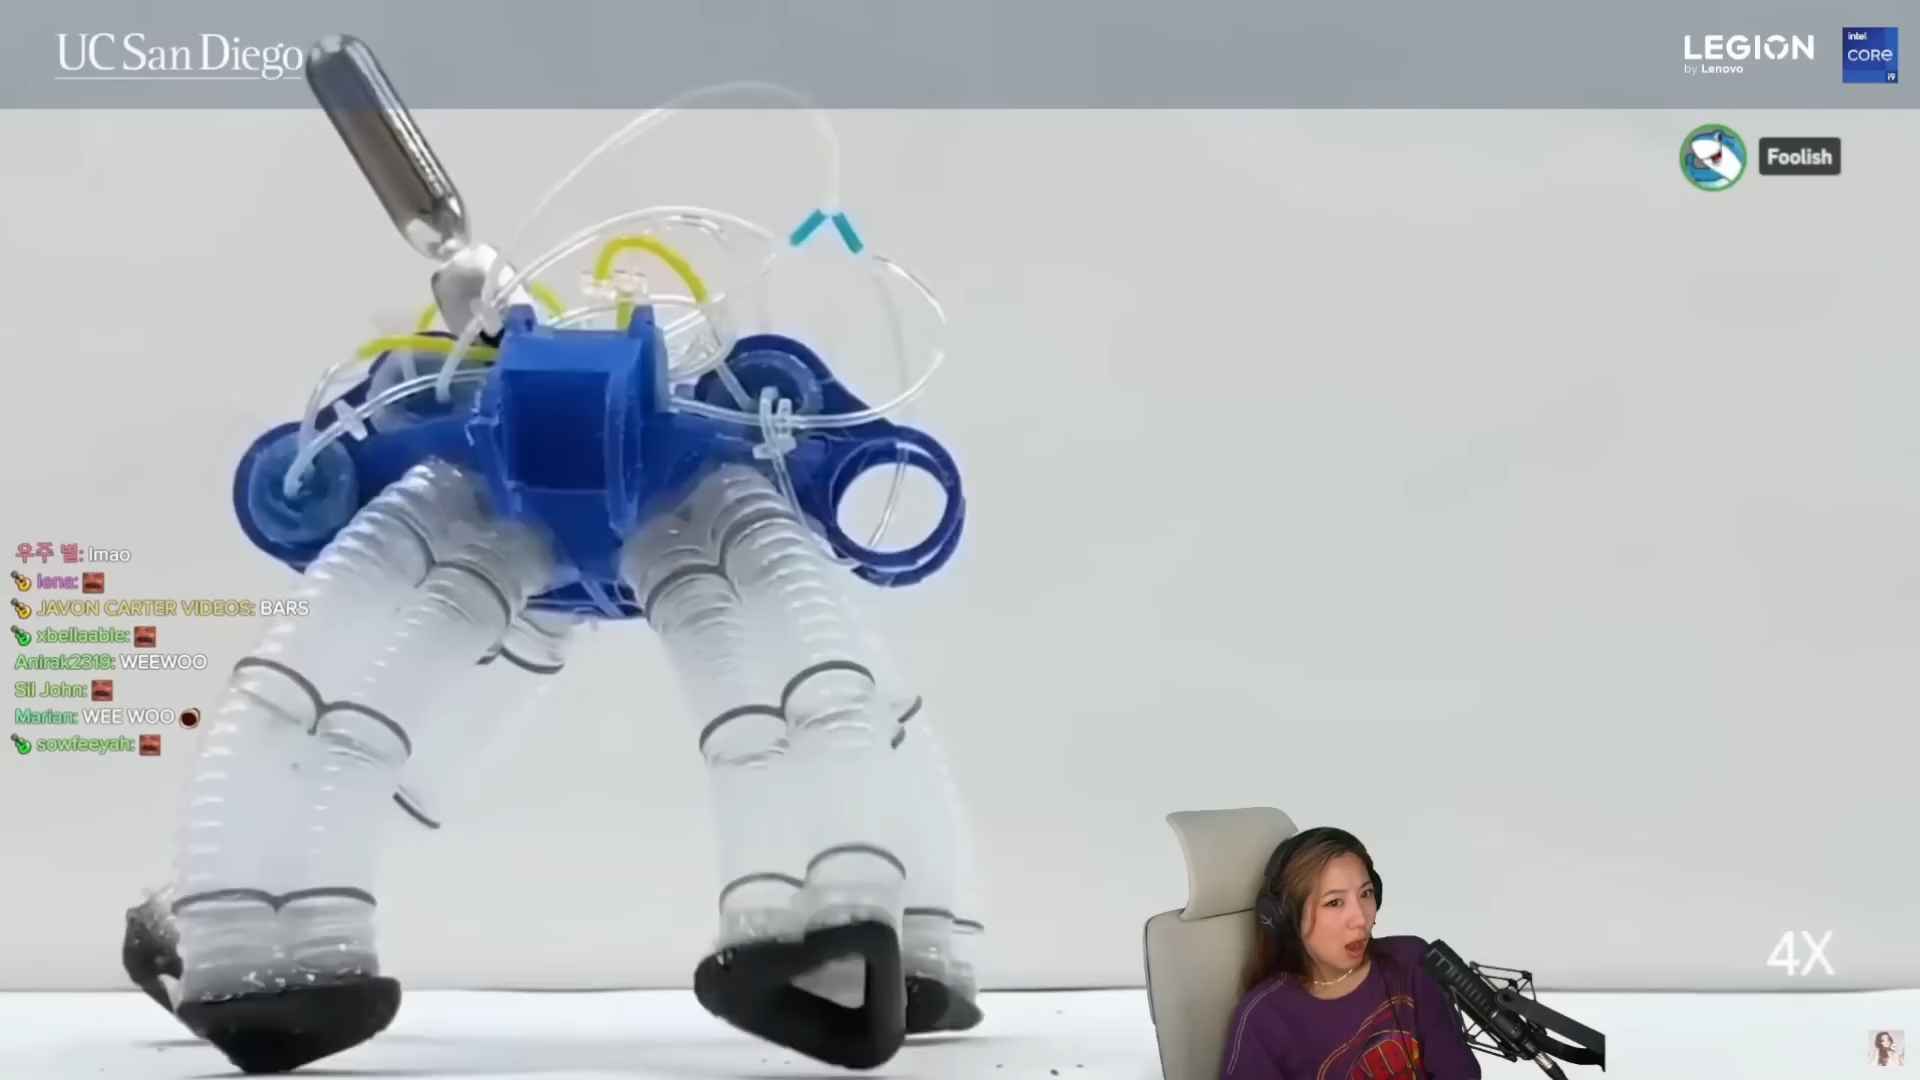 UC San Diego
LEGION
by Lenovo
intel
CORE
i9
Foolish
우주 별: lmao
lena:
JAVON CARTER VIDEOS: BARS
xbellaable:
Anirak2319: WEEWOO
Sil John:
Marian: WEE WOO
sowfeeyah:
4X